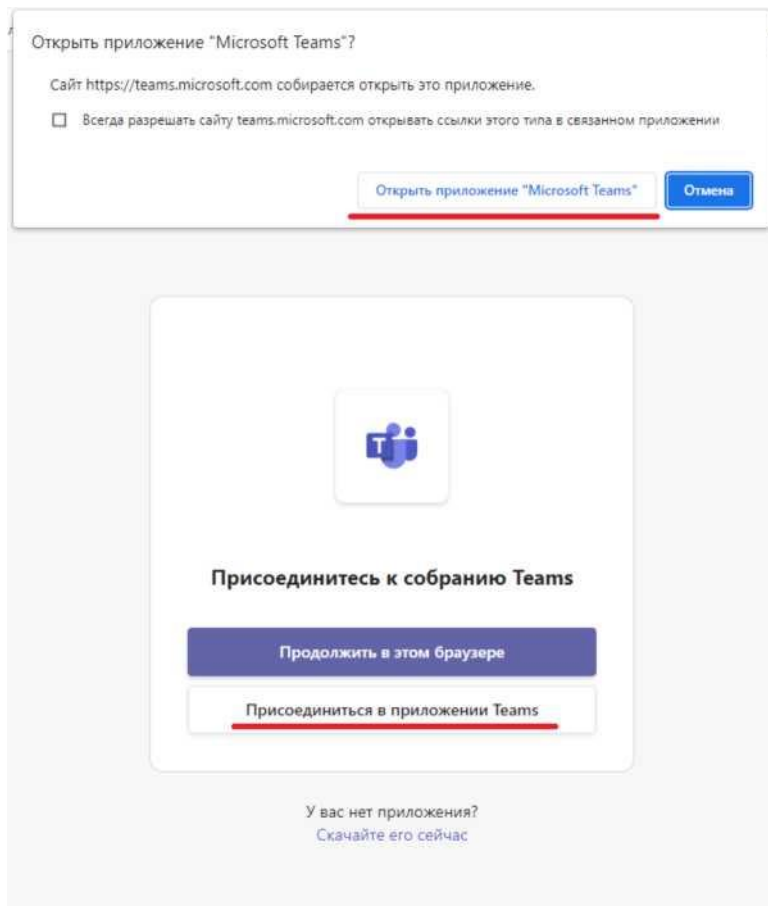 Открыть приложение "Microsoft Teams"?
Сайт https://teams.microsoft.com собирается открыть это приложение.
Всегда разрешать сайту teams.microsoft.com открывать ссылки этого типа в связанном приложении
Открыть приложение "Microsoft Teams"
Отмена
T
Присоединитесь к собранию Teams
Продолжить в этом браузере
Присоединиться в приложении Teams
У вас нет приложения?
Скачайте его сейчас